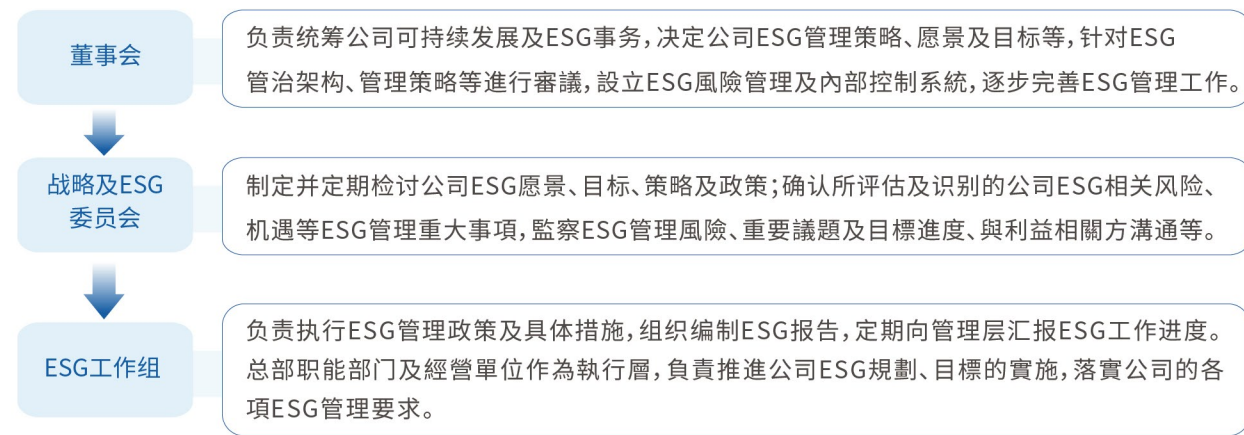 董事会
负责统筹公司可持续发展及ESG事务，决定公司ESG管理策略、愿景及目标等，针对ESG
管治架构、管理策略等進行審議，設立ESG風險管理及內部控制系統，逐步完善ESG管理工作。
战略及ESG
委员会
制定并定期检讨公司ESG愿景、目标、策略及政策；确认所评估及识别的公司ESG相关风险、
机遇等ESG管理重大事項，監察ESG管理風險、重要議題及目標進度、與利益相關方溝通等。
ESG工作组
负责执行ESG管理政策及具体措施，组织编制ESG报告，定期向管理层汇报ESG工作进度。
总部职能部门及經營單位作為執行層，負責推進公司ESG規劃、目標的實施，落實公司的各
項ESG管理要求。